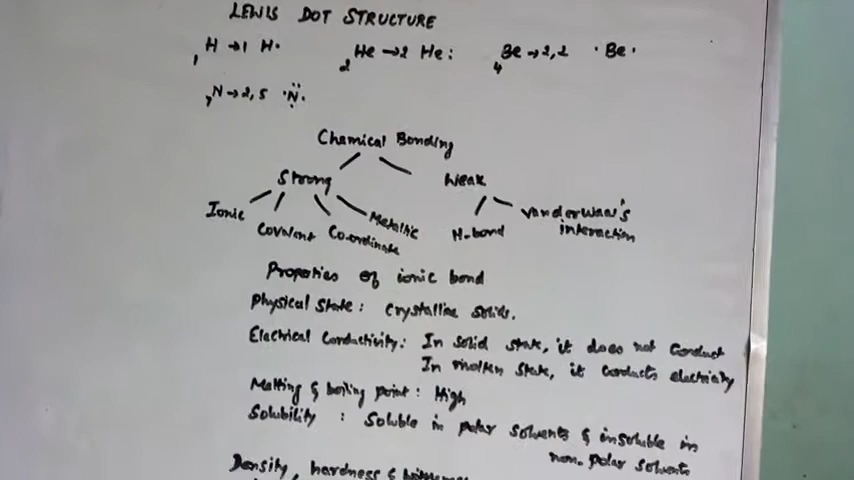 LEWIS DOT STRUCTURE
₁H → 1 H· ₂He → 2 He: ₄Be → 2,2 ·Be·
₇N → 2,5 ·N̈·
Chemical Bonding
Strong Weak
Ionic Covalent Co-ordinate Metallic H-bond vanderwaal's interaction
Properties of ionic bond
Physical State: Crystalline solids.
Electrical Conductivity: In solid state, it does not conduct
In molten state, it conducts electricity
Melting & boiling point: High
Solubility : Soluble in polar solvents & insoluble in
non-polar solvents
Density, hardness &